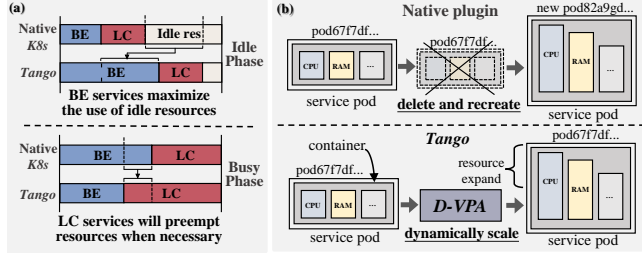 (a)
Native
K8s
BE
LC
Idle res
Tango
BE
LC
Idle
Phase
BE services maximize
the use of idle resources
Native
K8s
BE
LC
Tango
BE
LC
Busy
Phase
LC services will preempt
resources when necessary
(b)
Native plugin
pod67f7df...
CPU
RAM
...
service pod
pod67f7df...
delete and recreate
new pod82a9gd...
CPU
RAM
...
service pod
Tango
container
pod67f7df...
CPU
RAM
...
service pod
D-VPA
dynamically scale
resource
expand
pod67f7df...
CPU
RAM
...
service pod